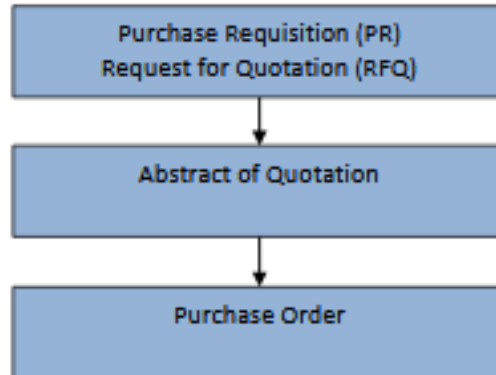 Purchase Requisition (PR)
Request for Quotation (RFQ)
Abstract of Quotation
Purchase Order